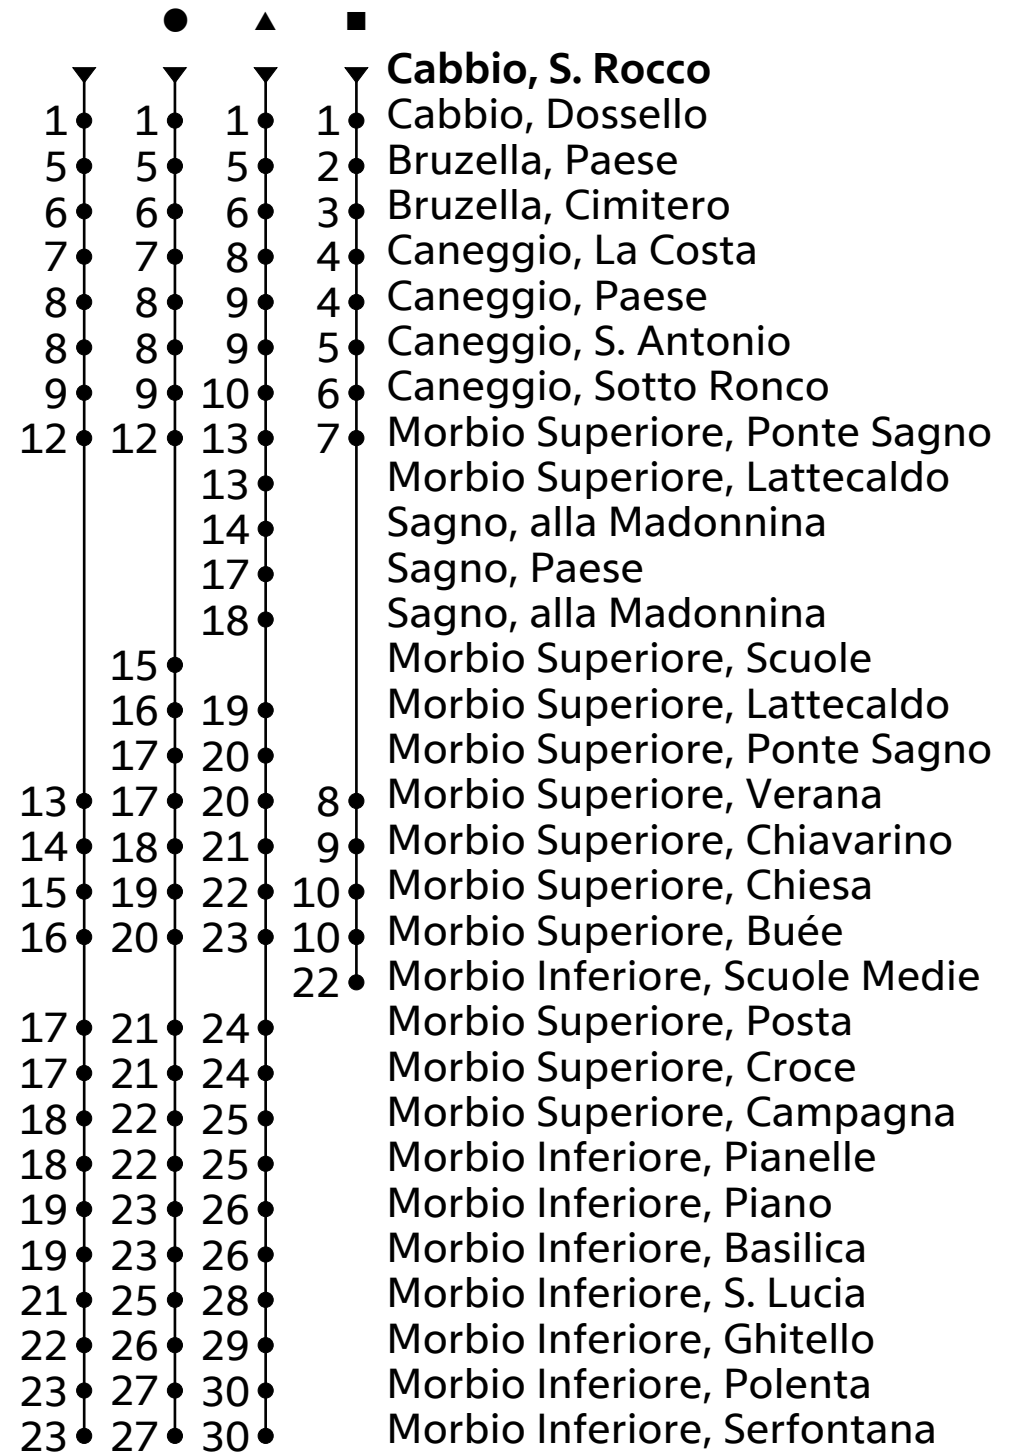 ● ▲ ■
Cabbio, S. Rocco
1 1 1 1 Cabbio, Dossello
5 5 5 2 Bruzella, Paese
6 6 6 3 Bruzella, Cimitero
7 7 8 4 Caneggio, La Costa
8 8 9 4 Caneggio, Paese
8 8 9 5 Caneggio, S. Antonio
9 9 10 6 Caneggio, Sotto Ronco
12 12 13 7 Morbio Superiore, Ponte Sagno
13 Morbio Superiore, Lattecaldo
14 Sagno, alla Madonnina
17 Sagno, Paese
18 Sagno, alla Madonnina
15 Morbio Superiore, Scuole
16 19 Morbio Superiore, Lattecaldo
17 20 Morbio Superiore, Ponte Sagno
13 17 20 8 Morbio Superiore, Verana
14 18 21 9 Morbio Superiore, Chiavarino
15 19 22 10 Morbio Superiore, Chiesa
16 20 23 10 Morbio Superiore, Buée
22 Morbio Inferiore, Scuole Medie
17 21 24 Morbio Superiore, Posta
17 21 24 Morbio Superiore, Croce
18 22 25 Morbio Superiore, Campagna
18 22 25 Morbio Inferiore, Pianelle
19 23 26 Morbio Inferiore, Piano
19 23 26 Morbio Inferiore, Basilica
21 25 28 Morbio Inferiore, S. Lucia
22 26 29 Morbio Inferiore, Ghitello
23 27 30 Morbio Inferiore, Polenta
23 27 30 Morbio Inferiore, Serfontana